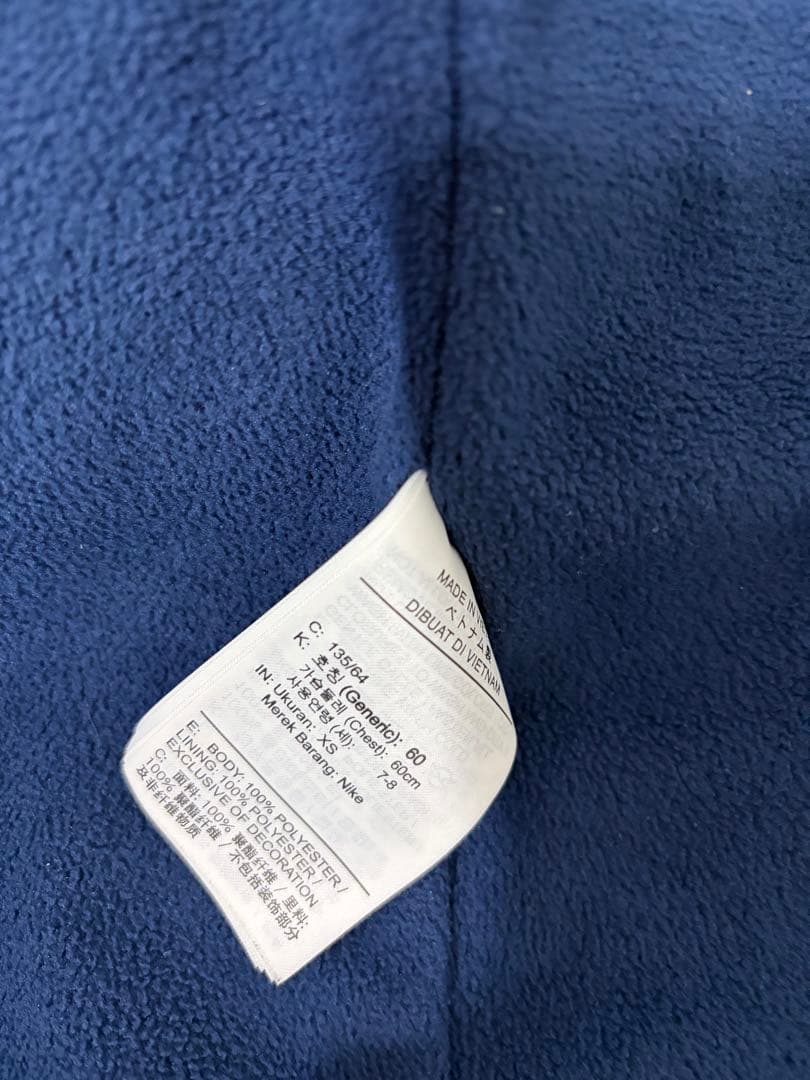 MADE IN
ベトナム製
DIBUAT DI VIETNAM
C: 135/64
K: 호칭 (Generic): 60
가슴둘레 (Chest): 60cm
사용연령 (세): 7-8
IN: Ukuran: XS
Merek Barang: Nike
E: BODY: 100% POLYESTER /
LINING: 100% POLYESTER /
EXCLUSIVE OF DECORATION
C: 面料: 100% 聚酯纤维 / 里料:
100% 聚酯纤维 / 不包括装饰部分
及非纤维物质